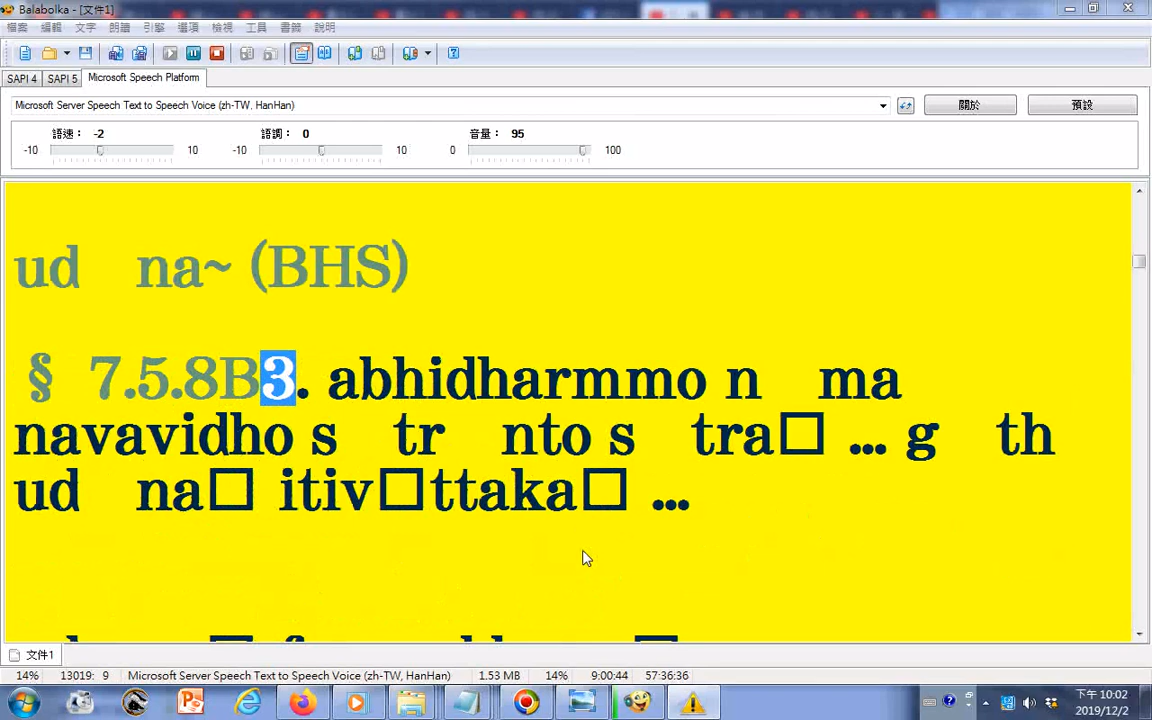 Balabolka - [文件1]
檔案 編輯 文字 朗讀 引擎 選項 檢視 工具 書籤 說明
SAPI 4 SAPI 5 Microsoft Speech Platform
Microsoft Server Speech Text to Speech Voice (zh-TW, HanHan) 關於 預設
語速： -2 語調： 0 音量： 95
-10 10 -10 10 0 100
ud na~ (BHS)
§ 7.5.8B3. abhidharmmo n ma
navavidho s tr nto s tra□ ... g th
ud na□ itiv□ttaka□ ...
文件1
14% 13019: 9 Microsoft Server Speech Text to Speech Voice (zh-TW, HanHan) 1.53 MB 14% 9:00:44 57:36:36
下午 10:02
2019/12/2